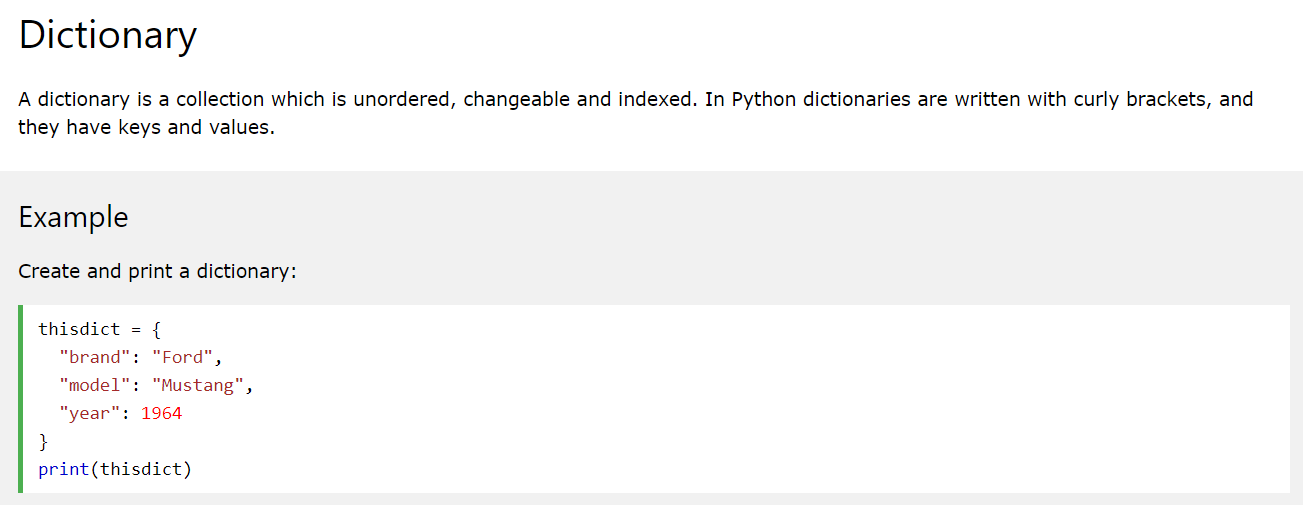 Dictionary
A dictionary is a collection which is unordered, changeable and indexed. In Python dictionaries are written with curly brackets, and
they have keys and values.
Example
Create and print a dictionary:
thisdict = {
  "brand": "Ford",
  "model": "Mustang",
  "year": 1964
}
print(thisdict)